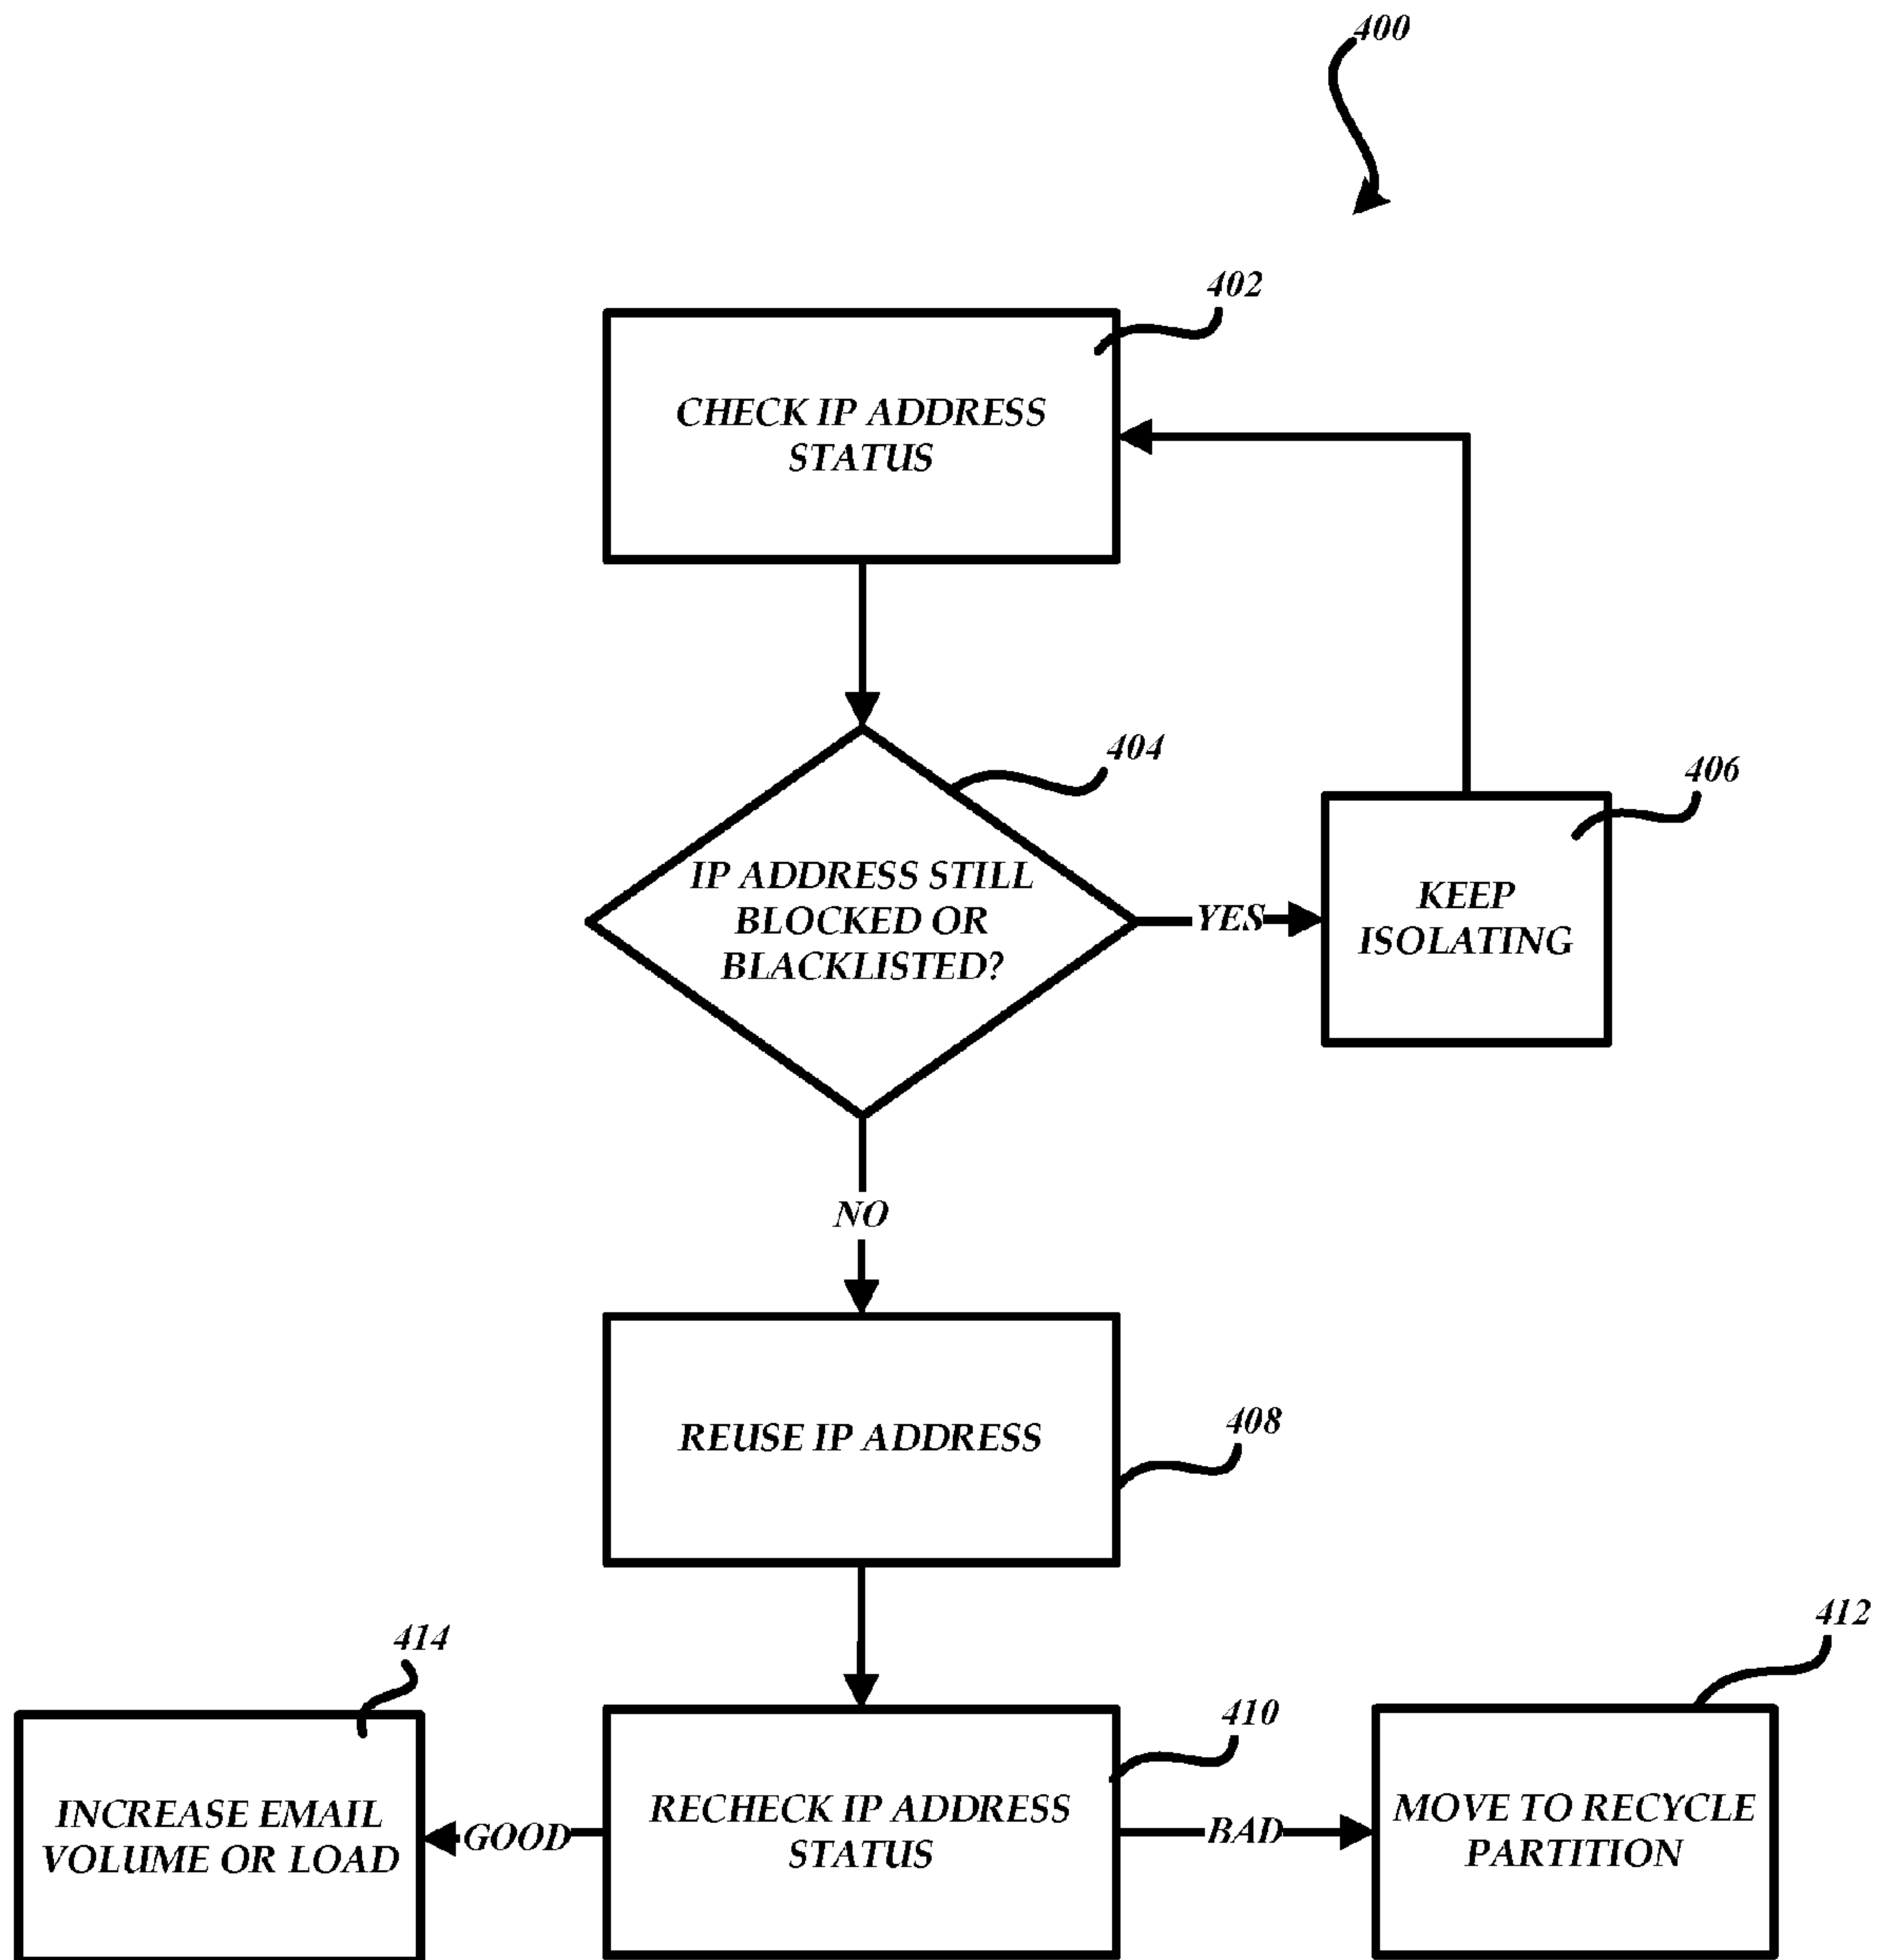 400
402
CHECK IP ADDRESS
STATUS
404
406
IP ADDRESS STILL
BLOCKED OR
BLACKLISTED?
YES
KEEP
ISOLATING
NO
REUSE IP ADDRESS
408
414
412
410
INCREASE EMAIL
VOLUME OR LOAD
GOOD
RECHECK IP ADDRESS
STATUS
BAD
MOVE TO RECYCLE
PARTITION